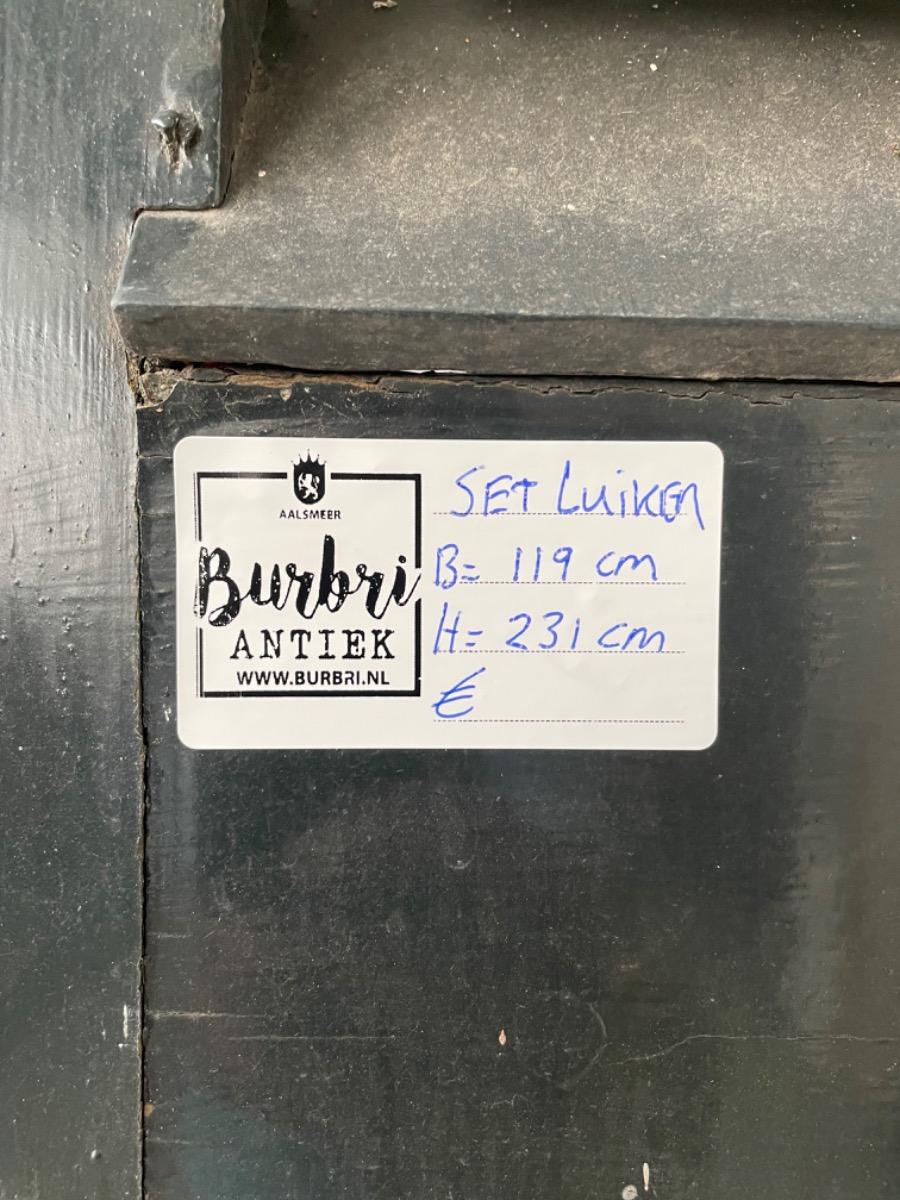 AALSMEER
Burbri
ANTIEK
WWW.BURBRI.NL
SET LUiKEN
B= 119 cm
H= 231 cm
€